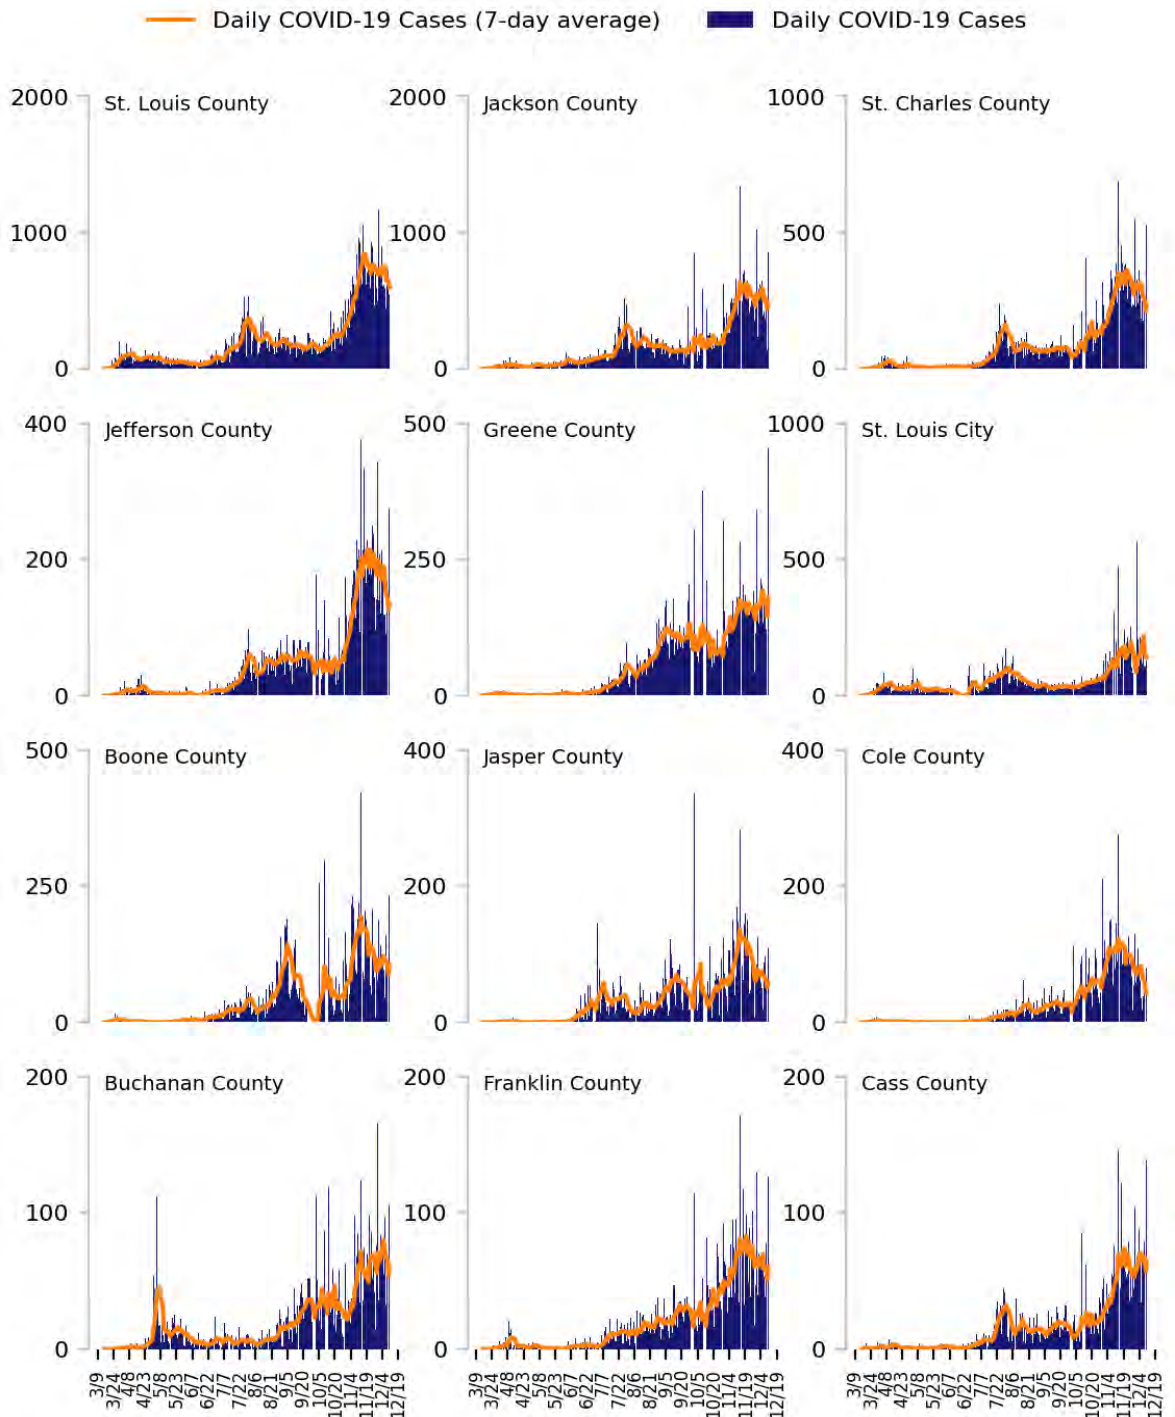 Daily COVID-19 Cases (7-day average) Daily COVID-19 Cases
2000 St. Louis County 2000 Jackson County 1000 St. Charles County
1000 1000 500
0 0 0
400 Jefferson County 500 Greene County 1000 St. Louis City
200 250 500
0 0 0
500 Boone County 400 Jasper County 400 Cole County
250 200 200
0 0 0
200 Buchanan County 200 Franklin County 200 Cass County
100 100 100
0 0 0
3/9 3/24 4/8 4/23 5/8 5/23 6/7 6/22 7/7 7/22 8/6 8/21 9/5 9/20 10/5 10/20 11/4 11/19 12/4 12/19 3/9 3/24 4/8 4/23 5/8 5/23 6/7 6/22 7/7 7/22 8/6 8/21 9/5 9/20 10/5 10/20 11/4 11/19 12/4 12/19 3/9 3/24 4/8 4/23 5/8 5/23 6/7 6/22 7/7 7/22 8/6 8/21 9/5 9/20 10/5 10/20 11/4 11/19 12/4 12/19